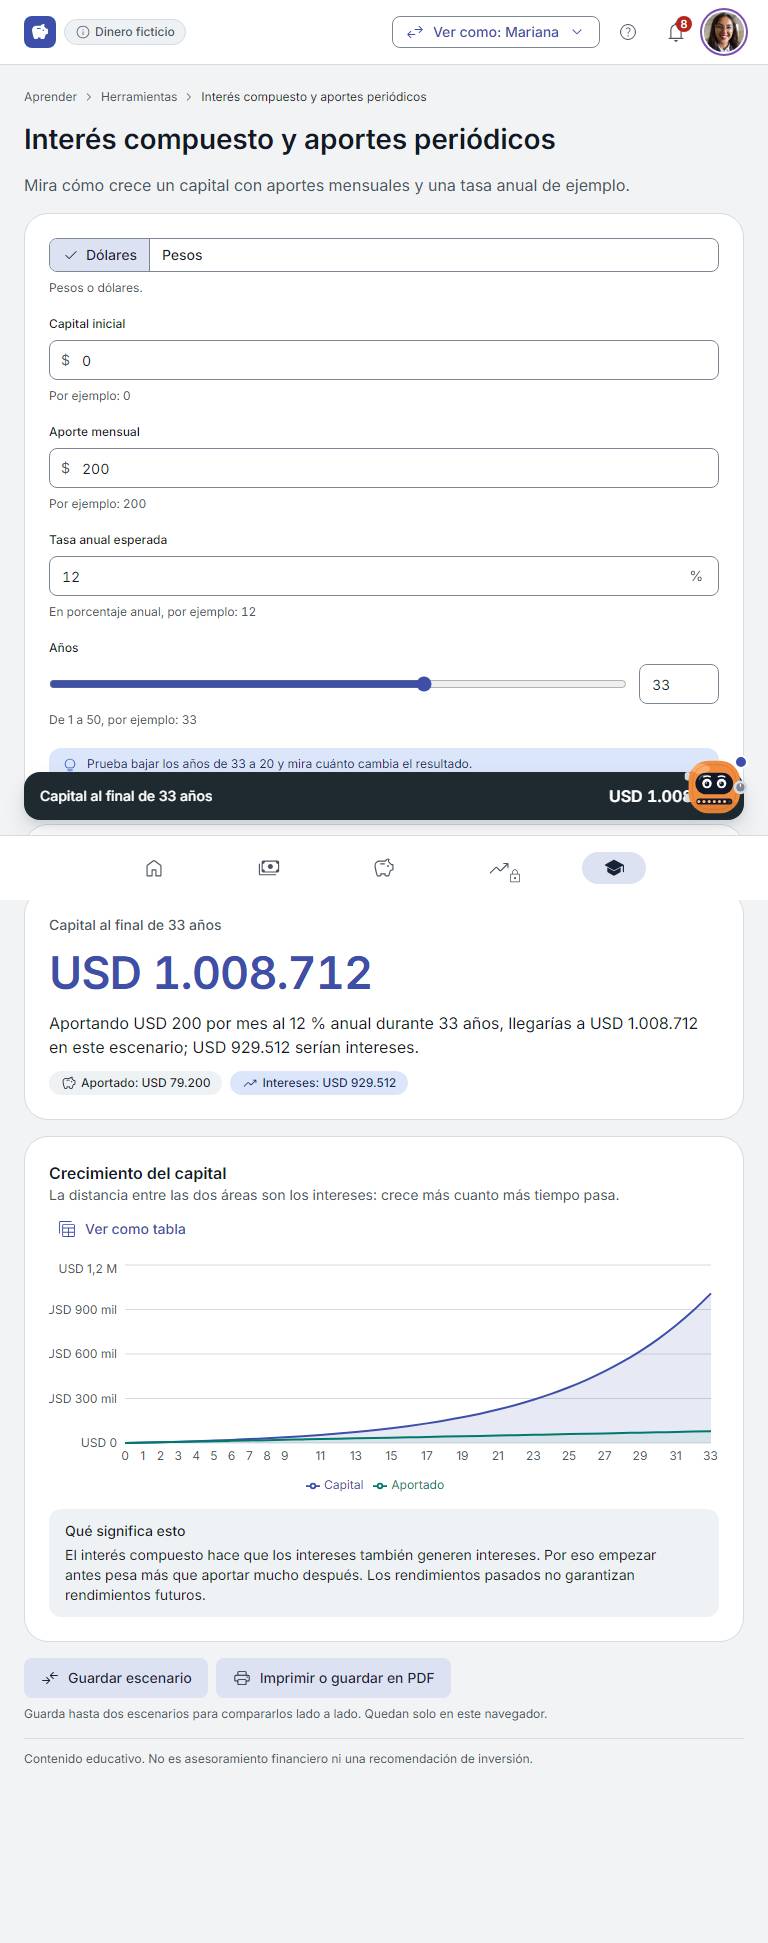 Dinero ficticio
Ver como: Mariana
8
Aprender > Herramientas > Interés compuesto y aportes periódicos
Interés compuesto y aportes periódicos
Mira cómo crece un capital con aportes mensuales y una tasa anual de ejemplo.
Dólares Pesos
Pesos o dólares.
Capital inicial
$ 0
Por ejemplo: 0
Aporte mensual
$ 200
Por ejemplo: 200
Tasa anual esperada
12 %
En porcentaje anual, por ejemplo: 12
Años
33
De 1 a 50, por ejemplo: 33
Prueba bajar los años de 33 a 20 y mira cuánto cambia el resultado.
Capital al final de 33 años USD 1.008
Capital al final de 33 años
USD 1.008.712
Aportando USD 200 por mes al 12 % anual durante 33 años, llegarías a USD 1.008.712
en este escenario; USD 929.512 serían intereses.
Aportado: USD 79.200 Intereses: USD 929.512
Crecimiento del capital
La distancia entre las dos áreas son los intereses: crece más cuanto más tiempo pasa.
Ver como tabla
USD 1,2 M
USD 900 mil
USD 600 mil
USD 300 mil
USD 0
0 1 2 3 4 5 6 7 8 9 11 13 15 17 19 21 23 25 27 29 31 33
Capital Aportado
Qué significa esto
El interés compuesto hace que los intereses también generen intereses. Por eso empezar
antes pesa más que aportar mucho después. Los rendimientos pasados no garantizan
rendimientos futuros.
Guardar escenario Imprimir o guardar en PDF
Guarda hasta dos escenarios para compararlos lado a lado. Quedan solo en este navegador.
Contenido educativo. No es asesoramiento financiero ni una recomendación de inversión.